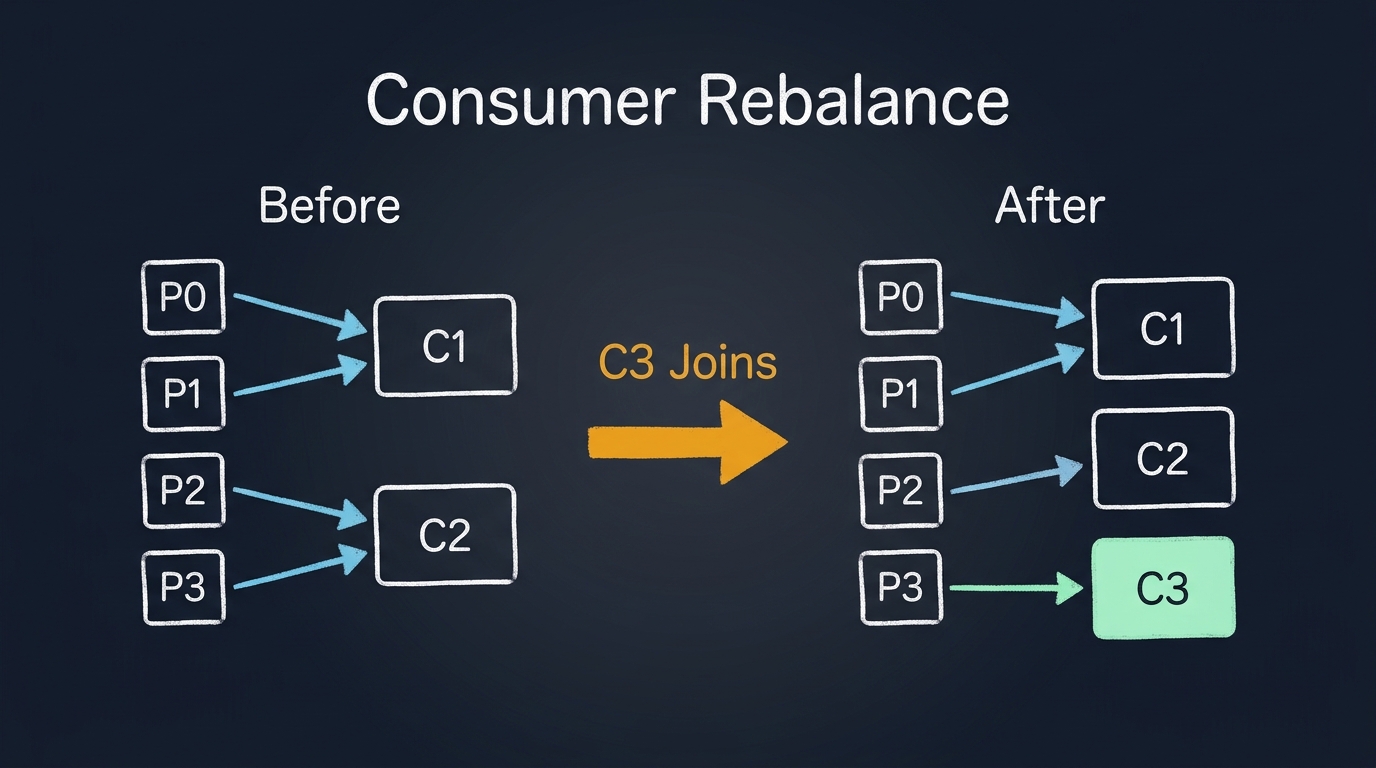 Consumer Rebalance
Before
P0
P1
P2
P3
C1
C2
C3 Joins
After
P0
P1
P2
P3
C1
C2
C3